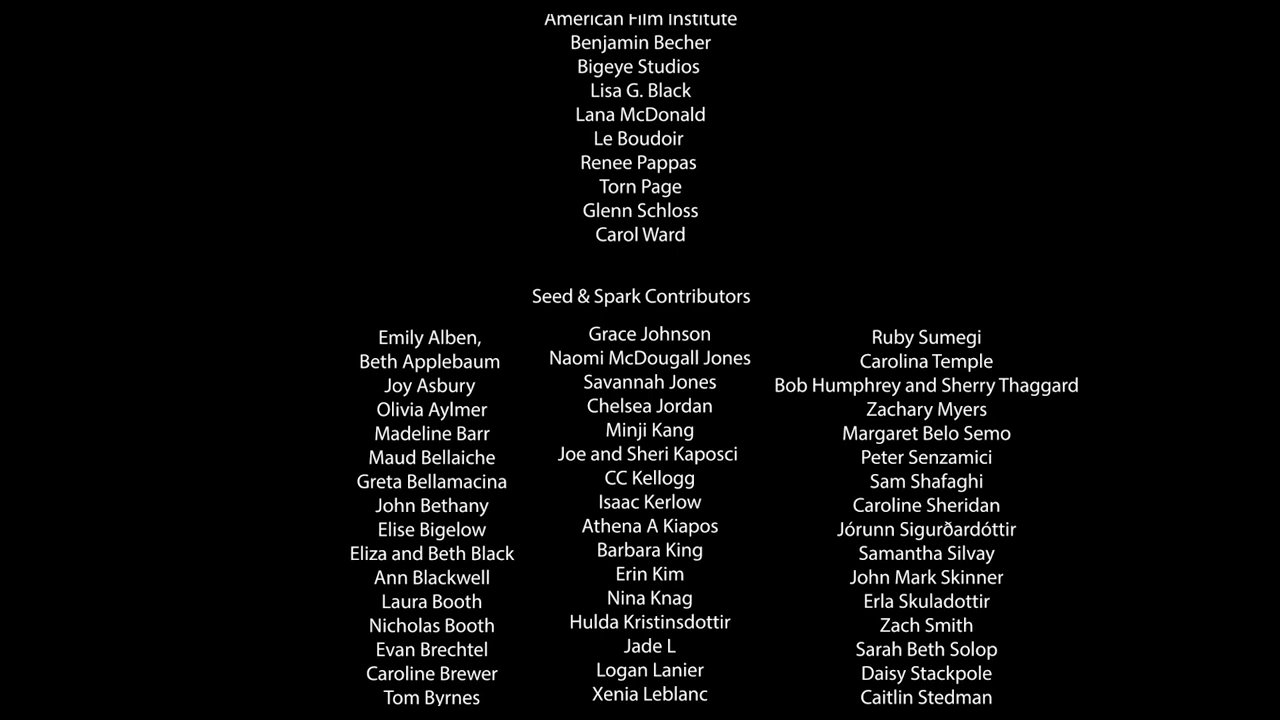 American Film Institute
Benjamin Becher
Bigeye Studios
Lisa G. Black
Lana McDonald
Le Boudoir
Renee Pappas
Torn Page
Glenn Schloss
Carol Ward
Seed & Spark Contributors
Emily Alben,
Beth Applebaum
Joy Asbury
Olivia Aylmer
Madeline Barr
Maud Bellaiche
Greta Bellamacina
John Bethany
Elise Bigelow
Eliza and Beth Black
Ann Blackwell
Laura Booth
Nicholas Booth
Evan Brechtel
Caroline Brewer
Tom Byrnes
Grace Johnson
Naomi McDougall Jones
Savannah Jones
Chelsea Jordan
Minji Kang
Joe and Sheri Kaposci
CC Kellogg
Isaac Kerlow
Athena A Kiapos
Barbara King
Erin Kim
Nina Knag
Hulda Kristinsdottir
Jade L
Logan Lanier
Xenia Leblanc
Ruby Sumegi
Carolina Temple
Bob Humphrey and Sherry Thaggard
Zachary Myers
Margaret Belo Semo
Peter Senzamici
Sam Shafaghi
Caroline Sheridan
Jórunn Sigurðardóttir
Samantha Silvay
John Mark Skinner
Erla Skuladottir
Zach Smith
Sarah Beth Solop
Daisy Stackpole
Caitlin Stedman